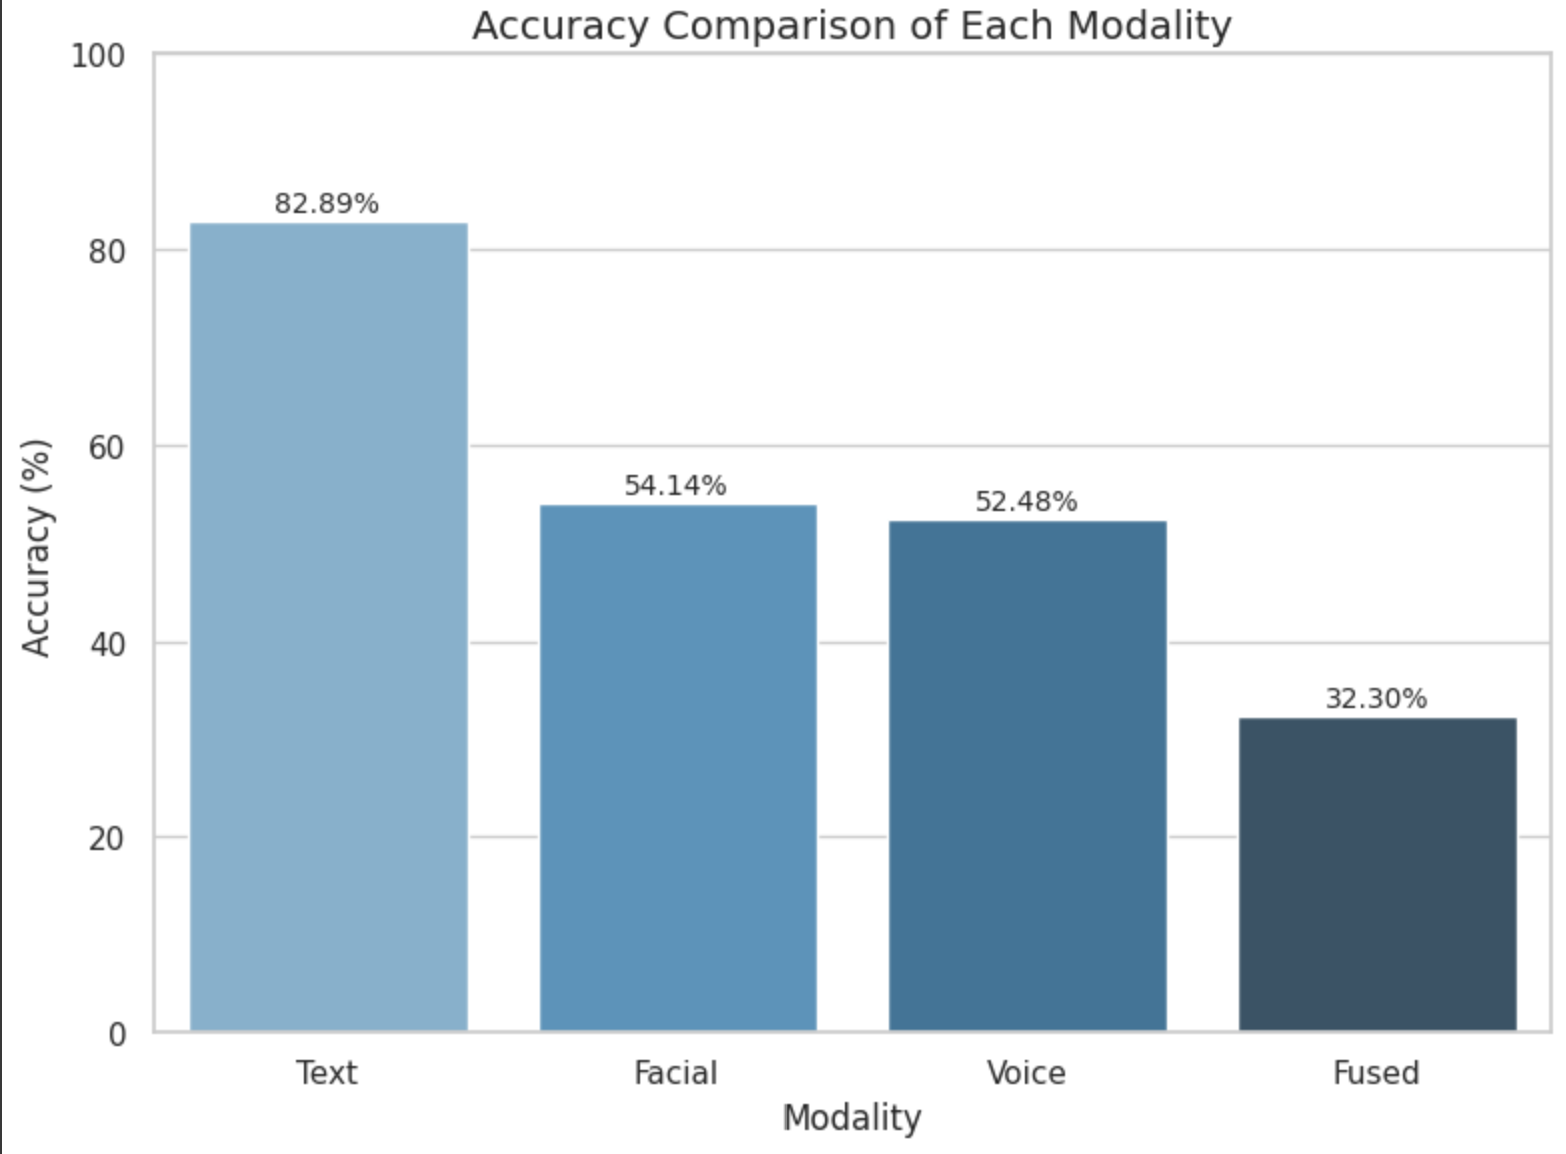 Accuracy Comparison of Each Modality
100
80
60
40
20
0
Accuracy (%)
82.89%
54.14%
52.48%
32.30%
Text Facial Voice Fused
Modality